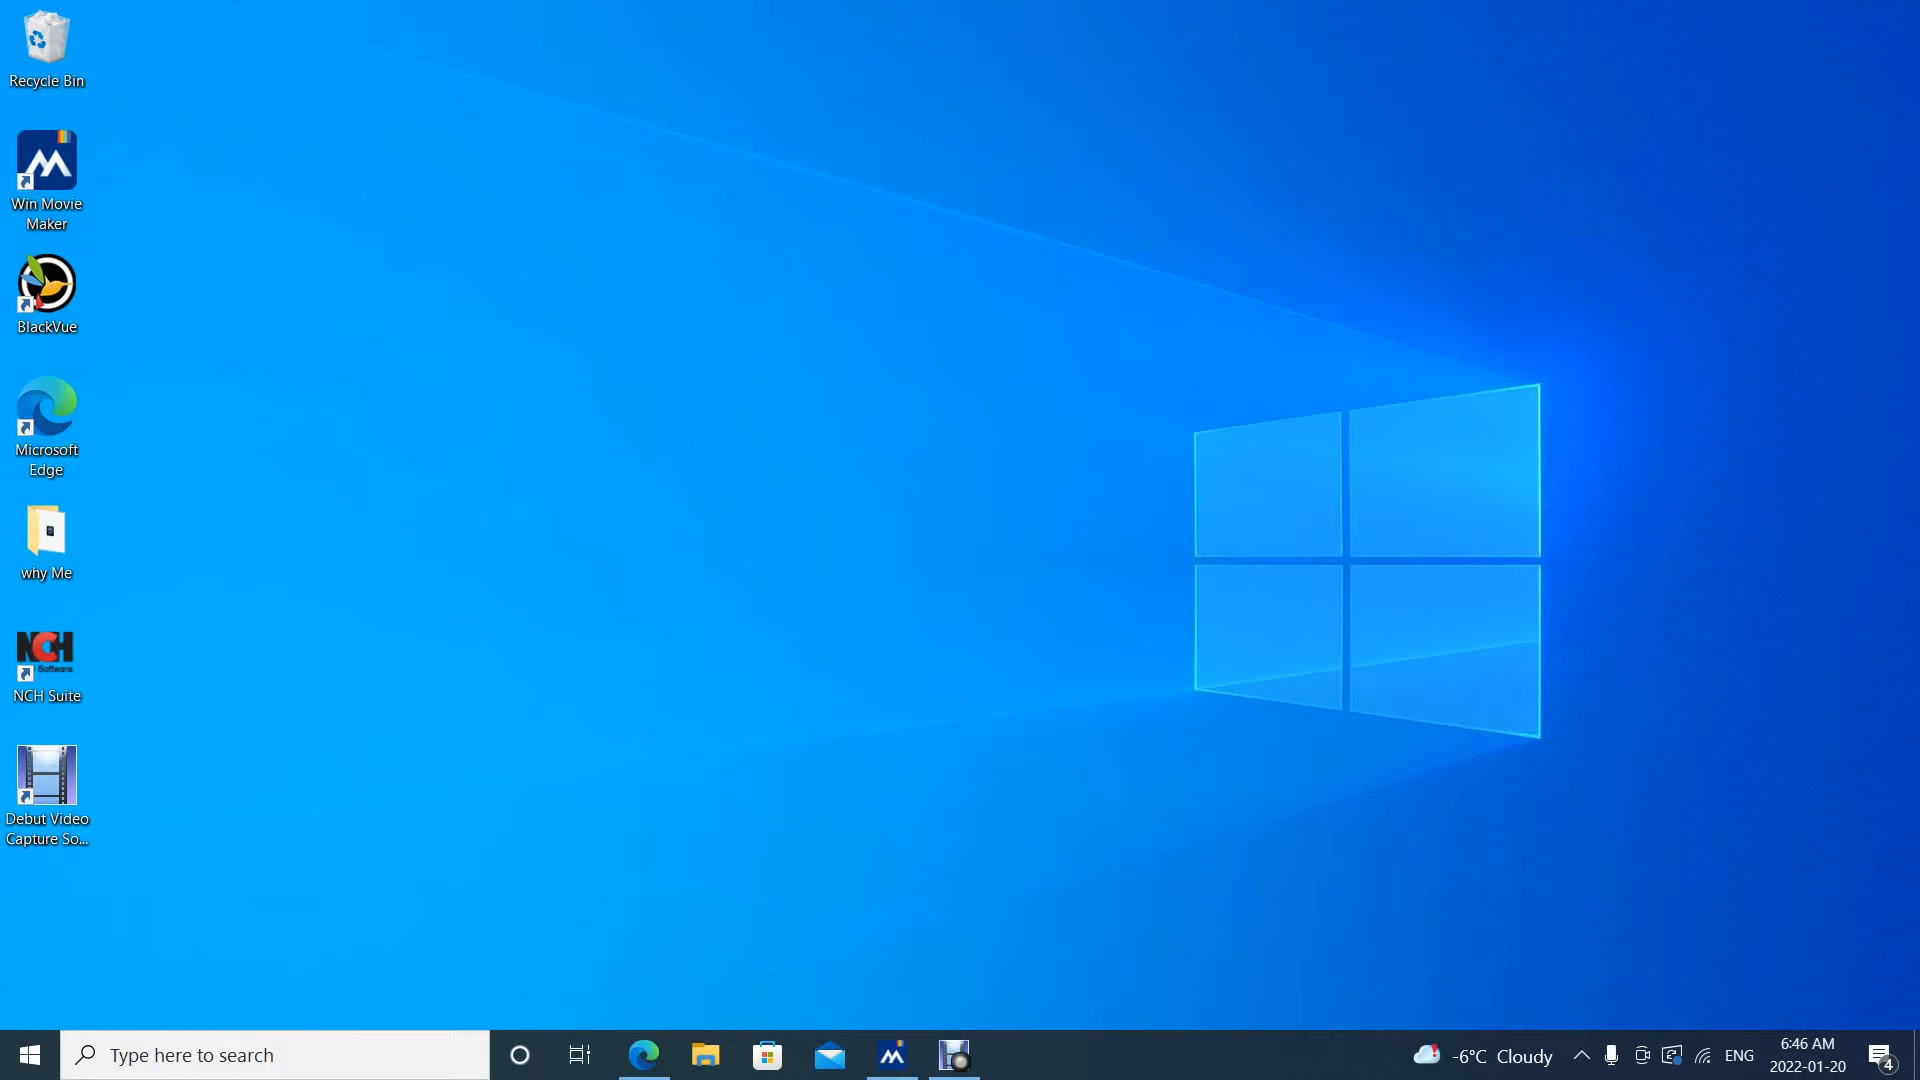 Recycle Bin
Win Movie
Maker
BlackVue
Microsoft
Edge
why Me
NCH
Software
NCH Suite
Debut Video
Capture So...
Type here to search
-6°C Cloudy
ENG
6:46 AM
2022-01-20
4